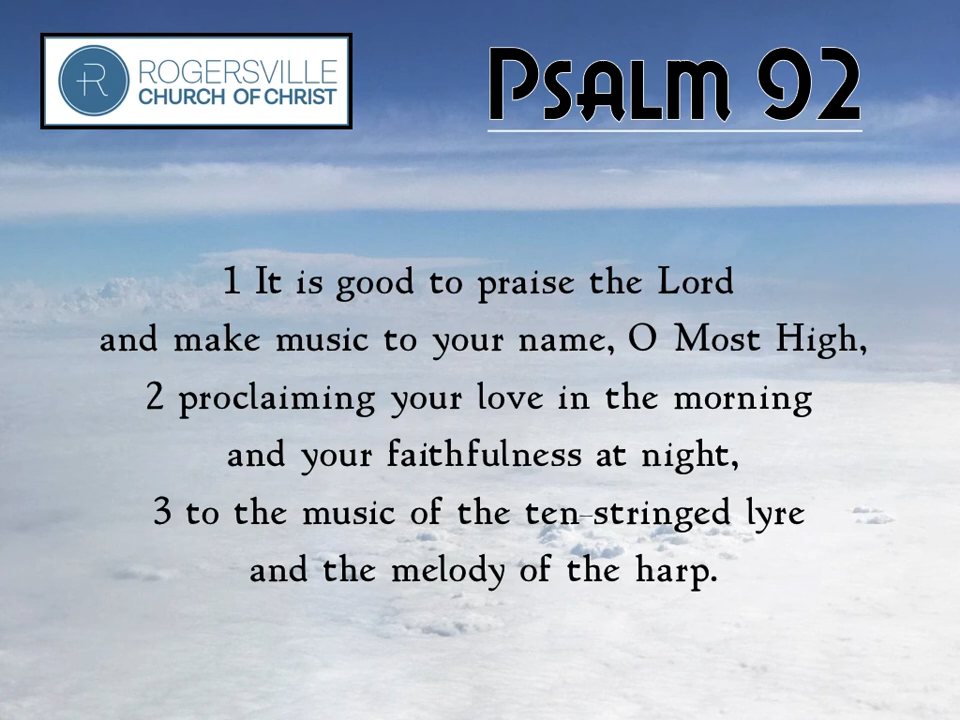 R ROGERSVILLE
CHURCH OF CHRIST
Psalm 92
1 It is good to praise the Lord
and make music to your name, O Most High,
2 proclaiming your love in the morning
and your faithfulness at night,
3 to the music of the ten-stringed lyre
and the melody of the harp.